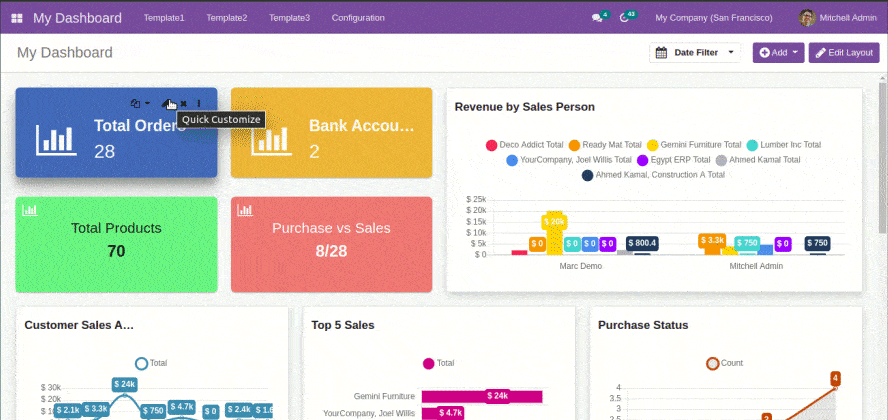 My Dashboard Template1 Template2 Template3 Configuration 4 43 My Company (San Francisco) Mitchell Admin
My Dashboard Date Filter Add Edit Layout
Quick Customize
Total Orders
28
Bank Accou...
2
Total Products
70
Purchase vs Sales
8/28
Revenue by Sales Person
Deco Addict Total Ready Mat Total Gemini Furniture Total Lumber Inc Total
YourCompany, Joel Willis Total Egypt ERP Total Ahmed Kamal Total
Ahmed Kamal, Construction A Total
$ 25k
$ 20k
$ 15k
$ 10k
$ 5k
$ 0
$ 0 $ 20k $ 0 $ 0 $ 0 $ 800.4 $ 3.3k $ 750 $ 0 $ 750
Marc Demo Mitchell Admin
Customer Sales A...
Total
$ 30k
$ 20k
$ 10k
$ 2.1k $ 3.3k $ 24k $ 750 $ 4.7k $ 0 $ 2.4k $ 1.6
Top 5 Sales
Total
Gemini Furniture $ 24k
YourCompany, Joel Willis $ 4.7k
Purchase Status
Count
4
4
3.5
3
2.5
2